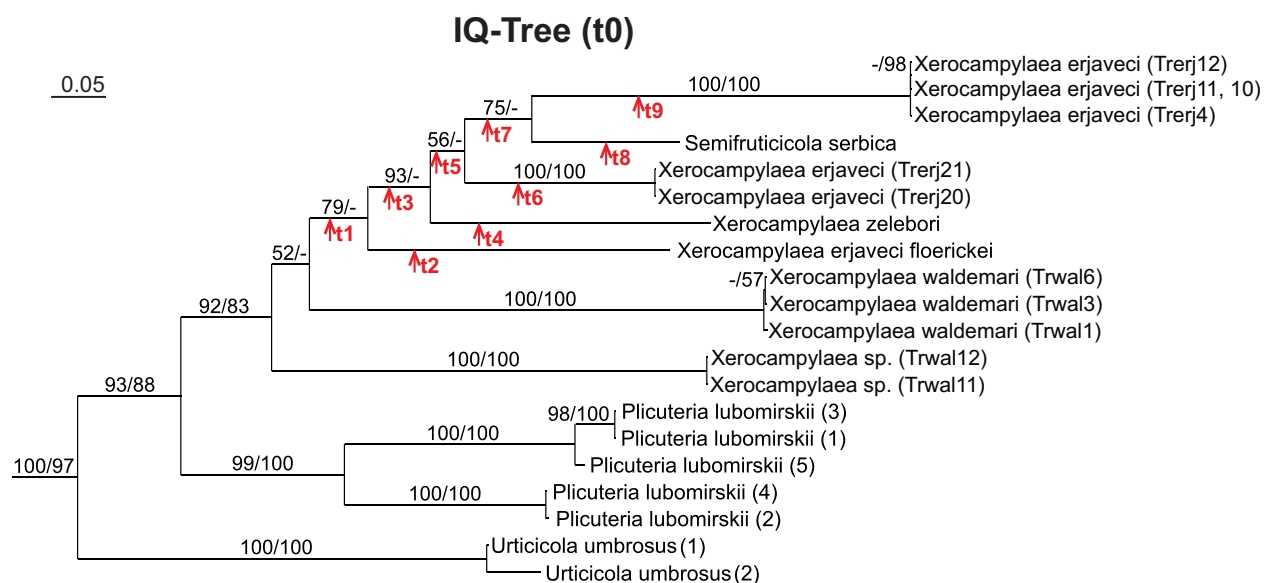 IQ-Tree (t0)
0.05
-/98 Xerocampylaea erjaveci (Trerj12)
100/100 Xerocampylaea erjaveci (Trerj11, 10)
t9
Xerocampylaea erjaveci (Trerj4)
75/-
t7
Semifruticicola serbica
t8
56/-
t5
100/100 Xerocampylaea erjaveci (Trerj21)
t6
Xerocampylaea erjaveci (Trerj20)
93/-
t3
Xerocampylaea zelebori
t4
79/-
t1
Xerocampylaea erjaveci floerickei
t2
52/-
-/57 Xerocampylaea waldemari (Trwal6)
100/100 Xerocampylaea waldemari (Trwal3)
Xerocampylaea waldemari (Trwal1)
92/83
100/100 Xerocampylaea sp. (Trwal12)
Xerocampylaea sp. (Trwal11)
93/88
98/100 Plicuteria lubomirskii (3)
100/100 Plicuteria lubomirskii (1)
Plicuteria lubomirskii (5)
100/97
99/100
100/100 Plicuteria lubomirskii (4)
Plicuteria lubomirskii (2)
100/100 Urticicola umbrosus (1)
Urticicola umbrosus (2)